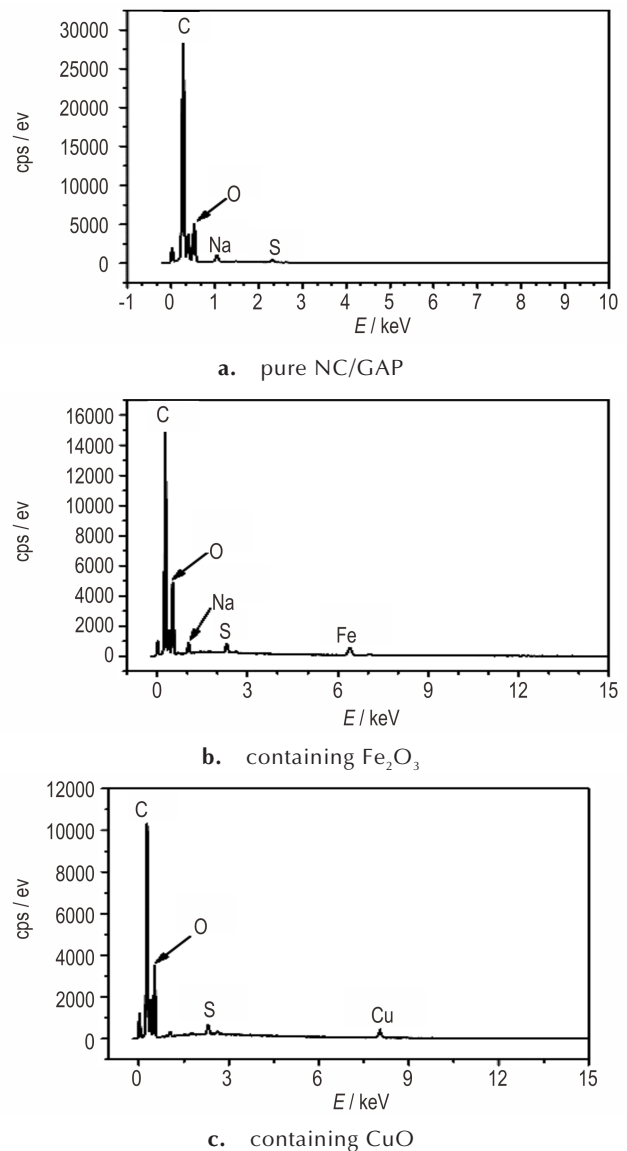 30000
25000
20000
15000
10000
5000
0
cps / ev
C
O
Na
S
-1 0 1 2 3 4 5 6 7 8 9 10
E / keV
a. pure NC/GAP
16000
14000
12000
10000
8000
6000
4000
2000
0
cps / ev
C
O
Na
S
Fe
0 3 6 9 12 15
E / keV
b. containing Fe₂O₃
12000
10000
8000
6000
4000
2000
0
cps / ev
C
O
S
Cu
0 3 6 9 12 15
E / keV
c. containing CuO